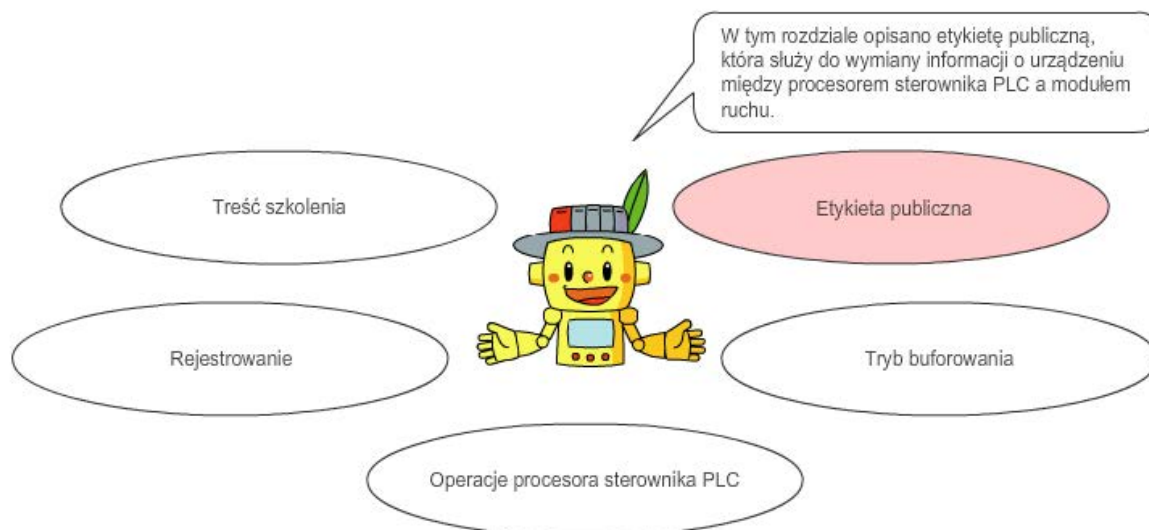 W tym rozdziale opisano etykietę publiczną,
która służy do wymiany informacji o urządzeniu
między procesorem sterownika PLC a modułem
ruchu.
Treść szkolenia
Etykieta publiczna
Rejestrowanie
Tryb buforowania
Operacje procesora sterownika PLC